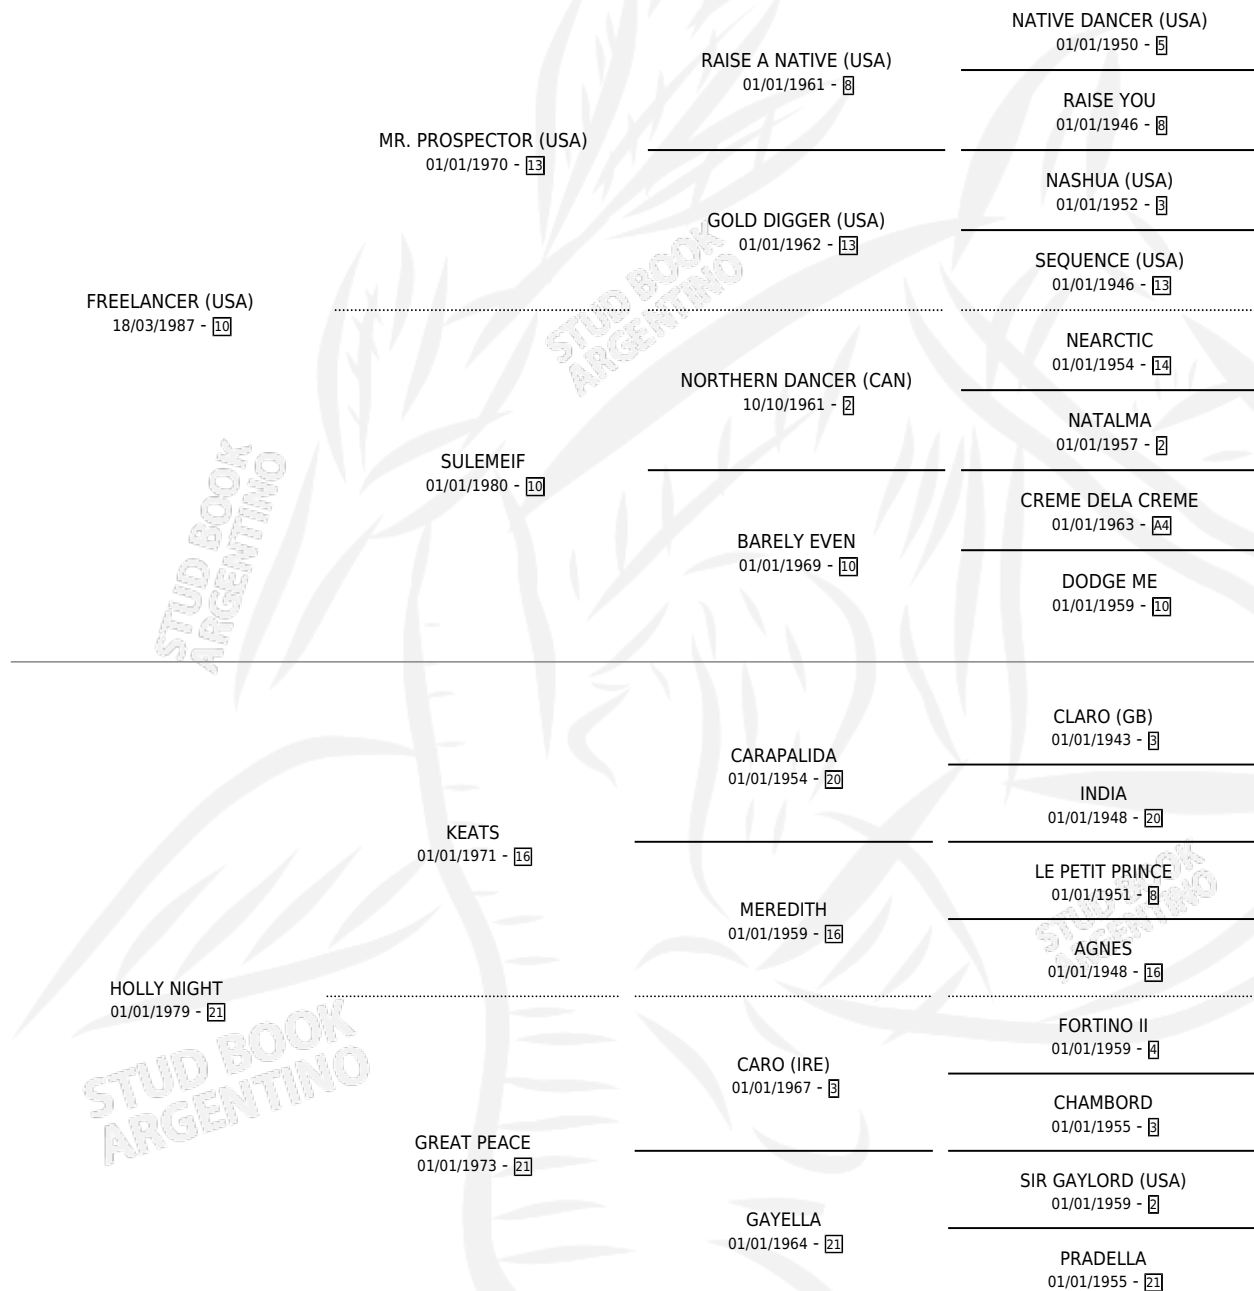 NATIVE DANCER (USA)
01/01/1950 - 5
RAISE A NATIVE (USA)
01/01/1961 - 8
RAISE YOU
01/01/1946 - 8
MR. PROSPECTOR (USA)
01/01/1970 - 13
NASHUA (USA)
01/01/1952 - 3
GOLD DIGGER (USA)
01/01/1962 - 13
SEQUENCE (USA)
01/01/1946 - 13
FREELANCER (USA)
18/03/1987 - 10
NEARCTIC
01/01/1954 - 14
NORTHERN DANCER (CAN)
10/10/1961 - 2
NATALMA
01/01/1957 - 2
SULEMEIF
01/01/1980 - 10
CREME DELA CREME
01/01/1963 - A4
BARELY EVEN
01/01/1969 - 10
DODGE ME
01/01/1959 - 10
CLARO (GB)
01/01/1943 - 3
CARAPALIDA
01/01/1954 - 20
INDIA
01/01/1948 - 20
KEATS
01/01/1971 - 16
LE PETIT PRINCE
01/01/1951 - 8
MEREDITH
01/01/1959 - 16
AGNES
01/01/1948 - 16
HOLLY NIGHT
01/01/1979 - 21
FORTINO II
01/01/1959 - 4
CARO (IRE)
01/01/1967 - 3
CHAMBORD
01/01/1955 - 3
GREAT PEACE
01/01/1973 - 21
SIR GAYLORD (USA)
01/01/1959 - 2
GAYELLA
01/01/1964 - 21
PRADELLA
01/01/1955 - 21
STUD BOOK
ARGENTINO
STUD BOOK
ARGENTINO
STUD BOOK
ARGENTINO
STUD BOOK
ARGENTINO